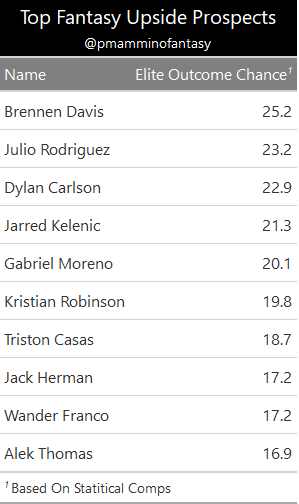 Top Fantasy Upside Prospects
@pmamminofantasy
Name Elite Outcome Chance¹
Brennen Davis 25.2
Julio Rodriguez 23.2
Dylan Carlson 22.9
Jarred Kelenic 21.3
Gabriel Moreno 20.1
Kristian Robinson 19.8
Triston Casas 18.7
Jack Herman 17.2
Wander Franco 17.2
Alek Thomas 16.9
¹ Based On Statitical Comps